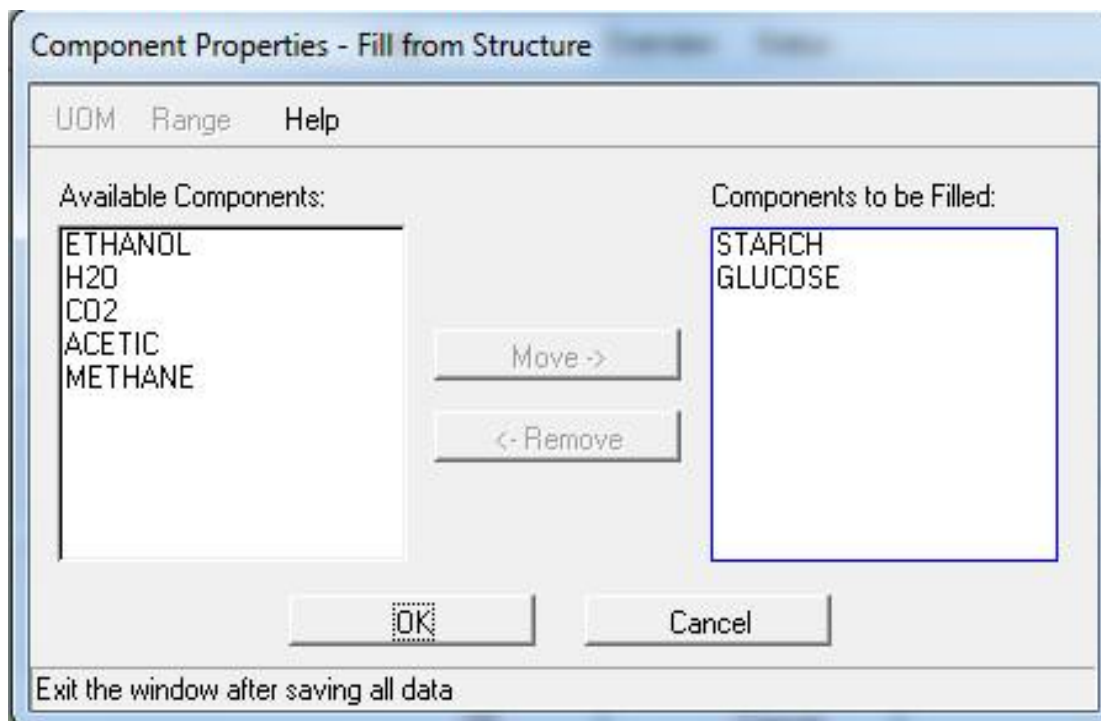 Component Properties - Fill from Structure
UOM Range Help
Available Components:
ETHANOL
H2O
CO2
ACETIC
METHANE
Components to be Filled:
STARCH
GLUCOSE
Move ->
<- Remove
OK Cancel
Exit the window after saving all data